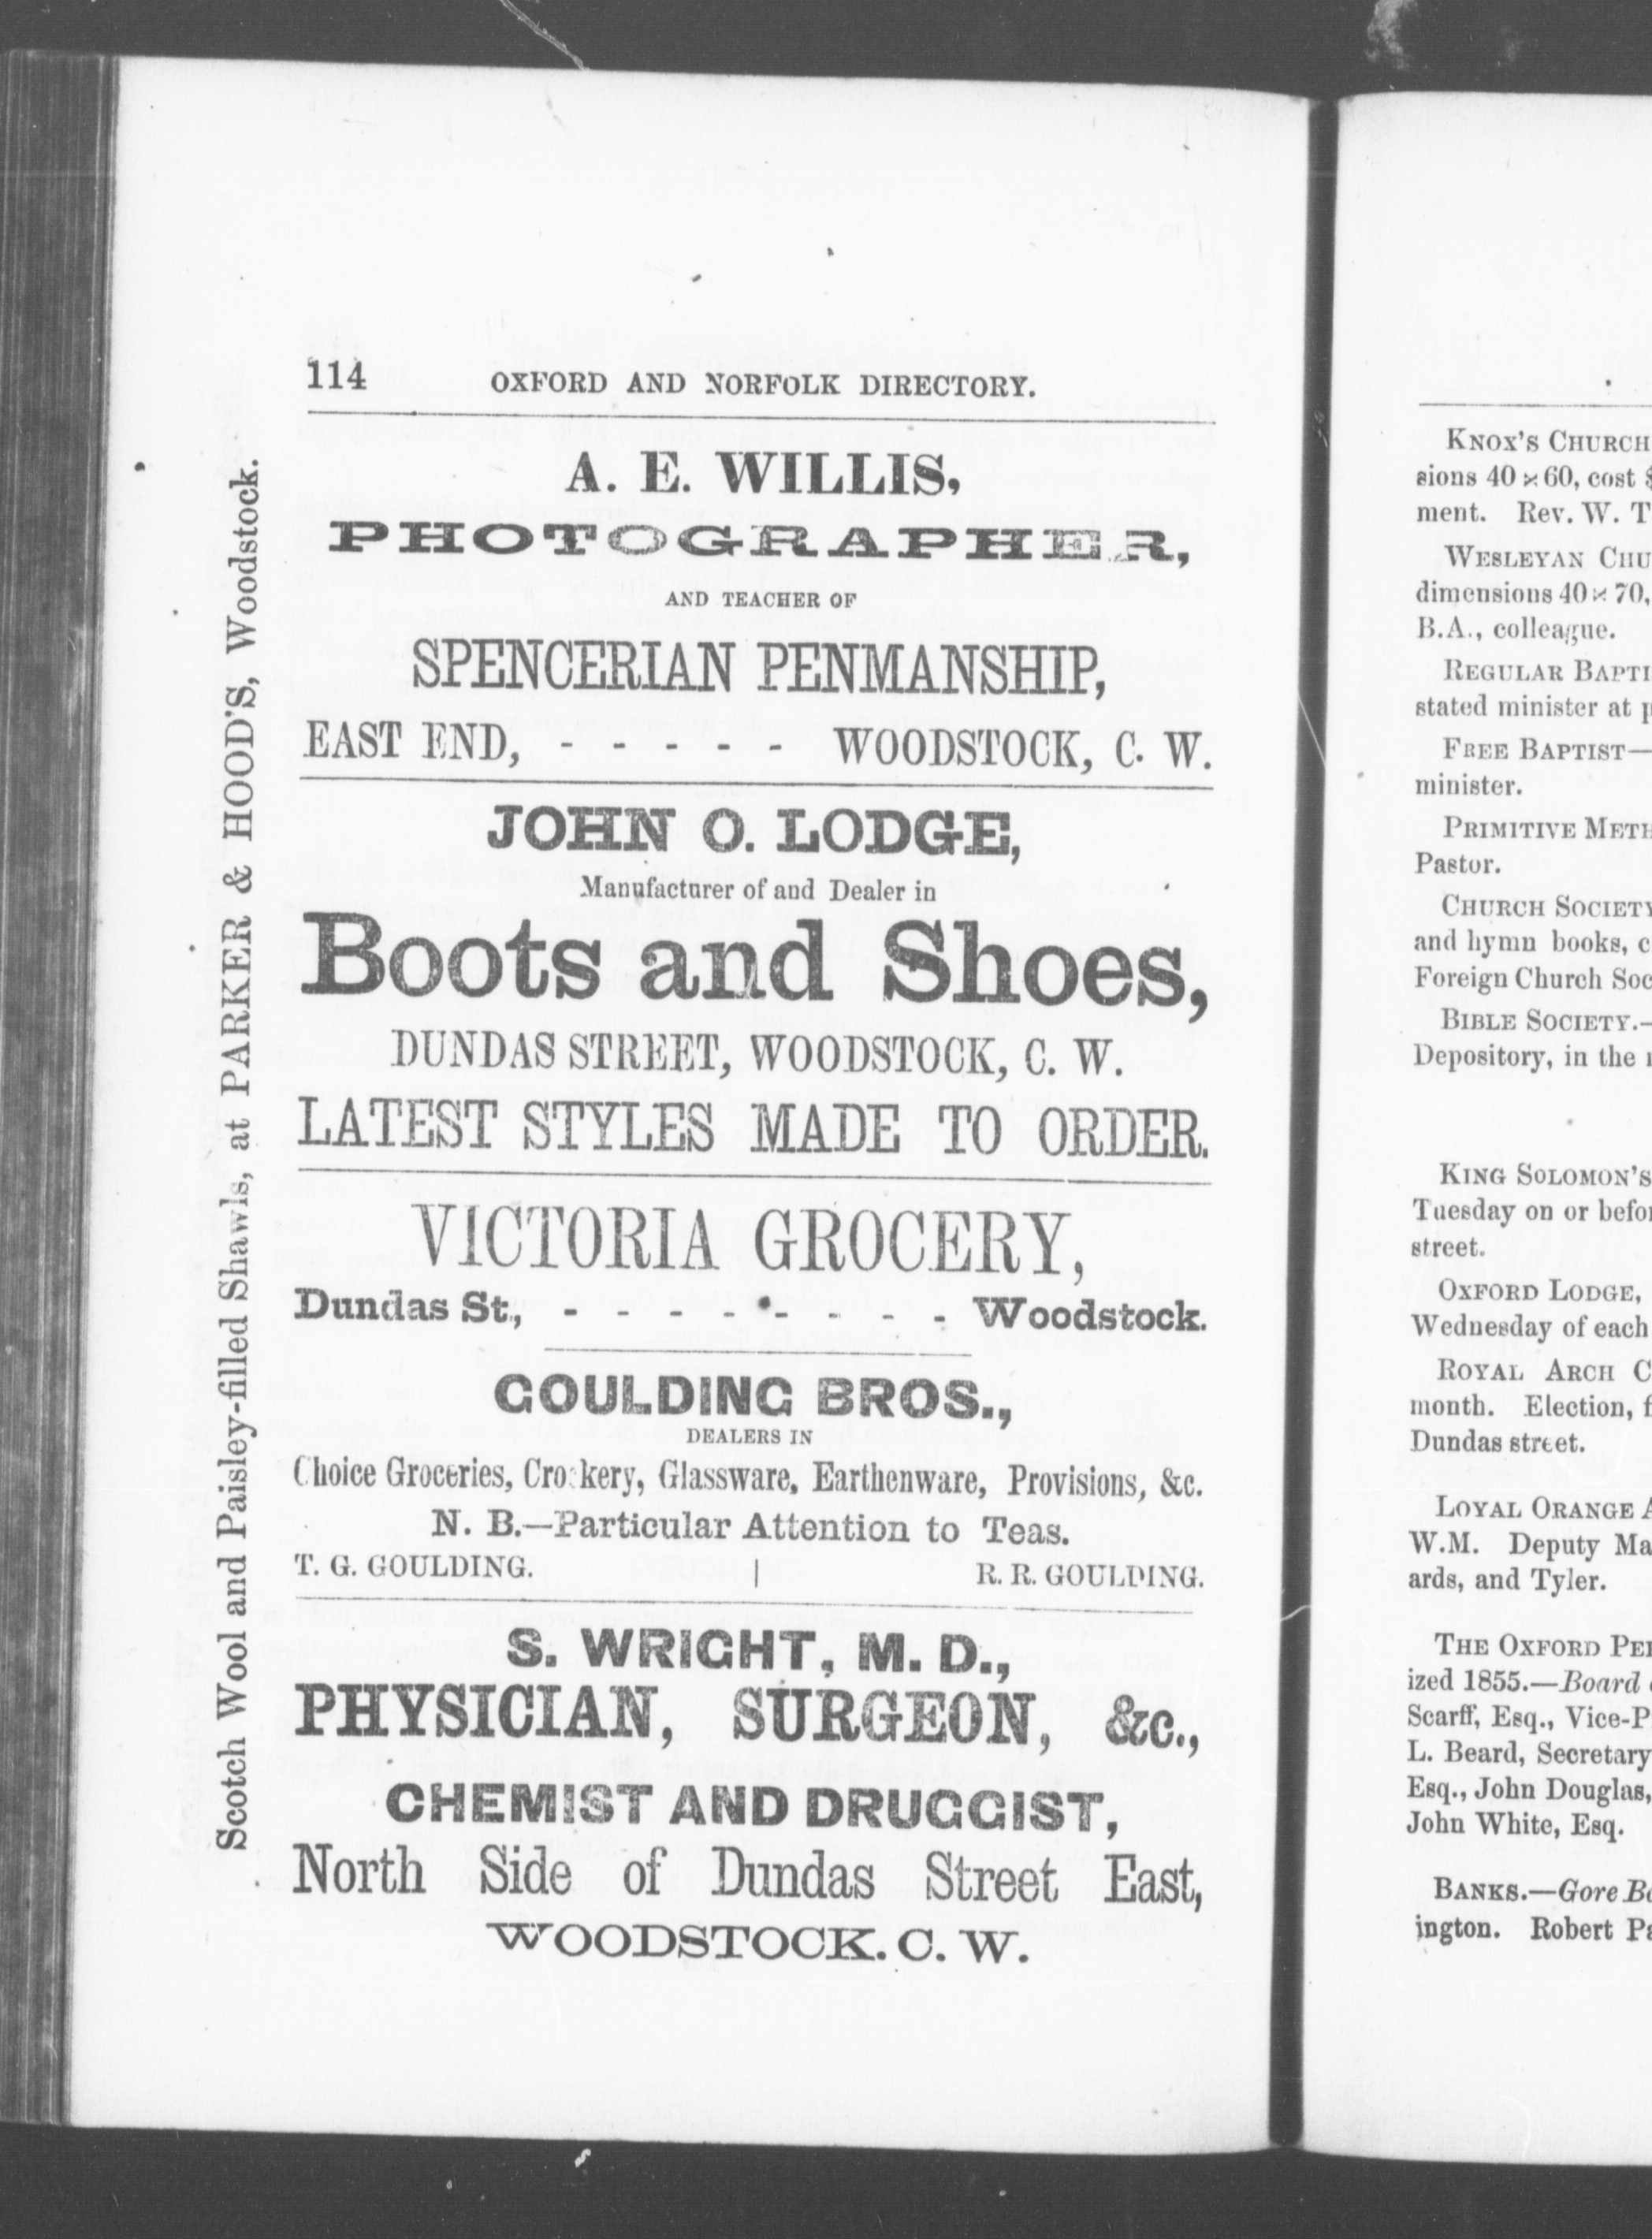 114 OXFORD AND NORFOLK DIRECTORY.
A. E. WILLIS,
PHOTOGRAPHER,
AND TEACHER OF
SPENCERIAN PENMANSHIP,
EAST END, - - - - - WOODSTOCK, C. W.
JOHN O. LODGE,
Manufacturer of and Dealer in
Boots and Shoes,
DUNDAS STREET, WOODSTOCK, C. W.
LATEST STYLES MADE TO ORDER.
VICTORIA GROCERY,
Dundas St., - - - - - - - - Woodstock.
GOULDING BROS.,
DEALERS IN
Choice Groceries, Crockery, Glassware, Earthenware, Provisions, &c.
N. B.—Particular Attention to Teas.
T. G. GOULDING. | R. R. GOULDING.
S. WRIGHT, M. D.,
PHYSICIAN, SURGEON, &c.,
CHEMIST AND DRUGGIST,
North Side of Dundas Street East,
WOODSTOCK. C. W.
Scotch Wool and Paisley-filled Shawls, at PARKER & HOOD'S, Woodstock.
KNOX'S CHURCH
sions 40 × 60, cost
ment. Rev. W.
WESLEYAN
dimensions 40 × 70,
B.A., colleague.
REGULAR
stated minister at
FREE BAPTIST—
minister.
PRIMITIVE
Pastor.
CHURCH
and hymn books,
Foreign Church
BIBLE SOCIETY.—
Depository, in the
KING SOLOMON'S
Tuesday on or
street.
OXFORD LODGE,
Wednesday of each
ROYAL ARCH
month. Election,
Dundas street.
LOYAL ORANGE
W.M. Deputy
ards, and Tyler.
THE OXFORD
ized 1855.—Board
Scarff, Esq.,
L. Beard, Secretary
Esq., John Douglas,
John White, Esq.
BANKS.—Gore
ington. Robert